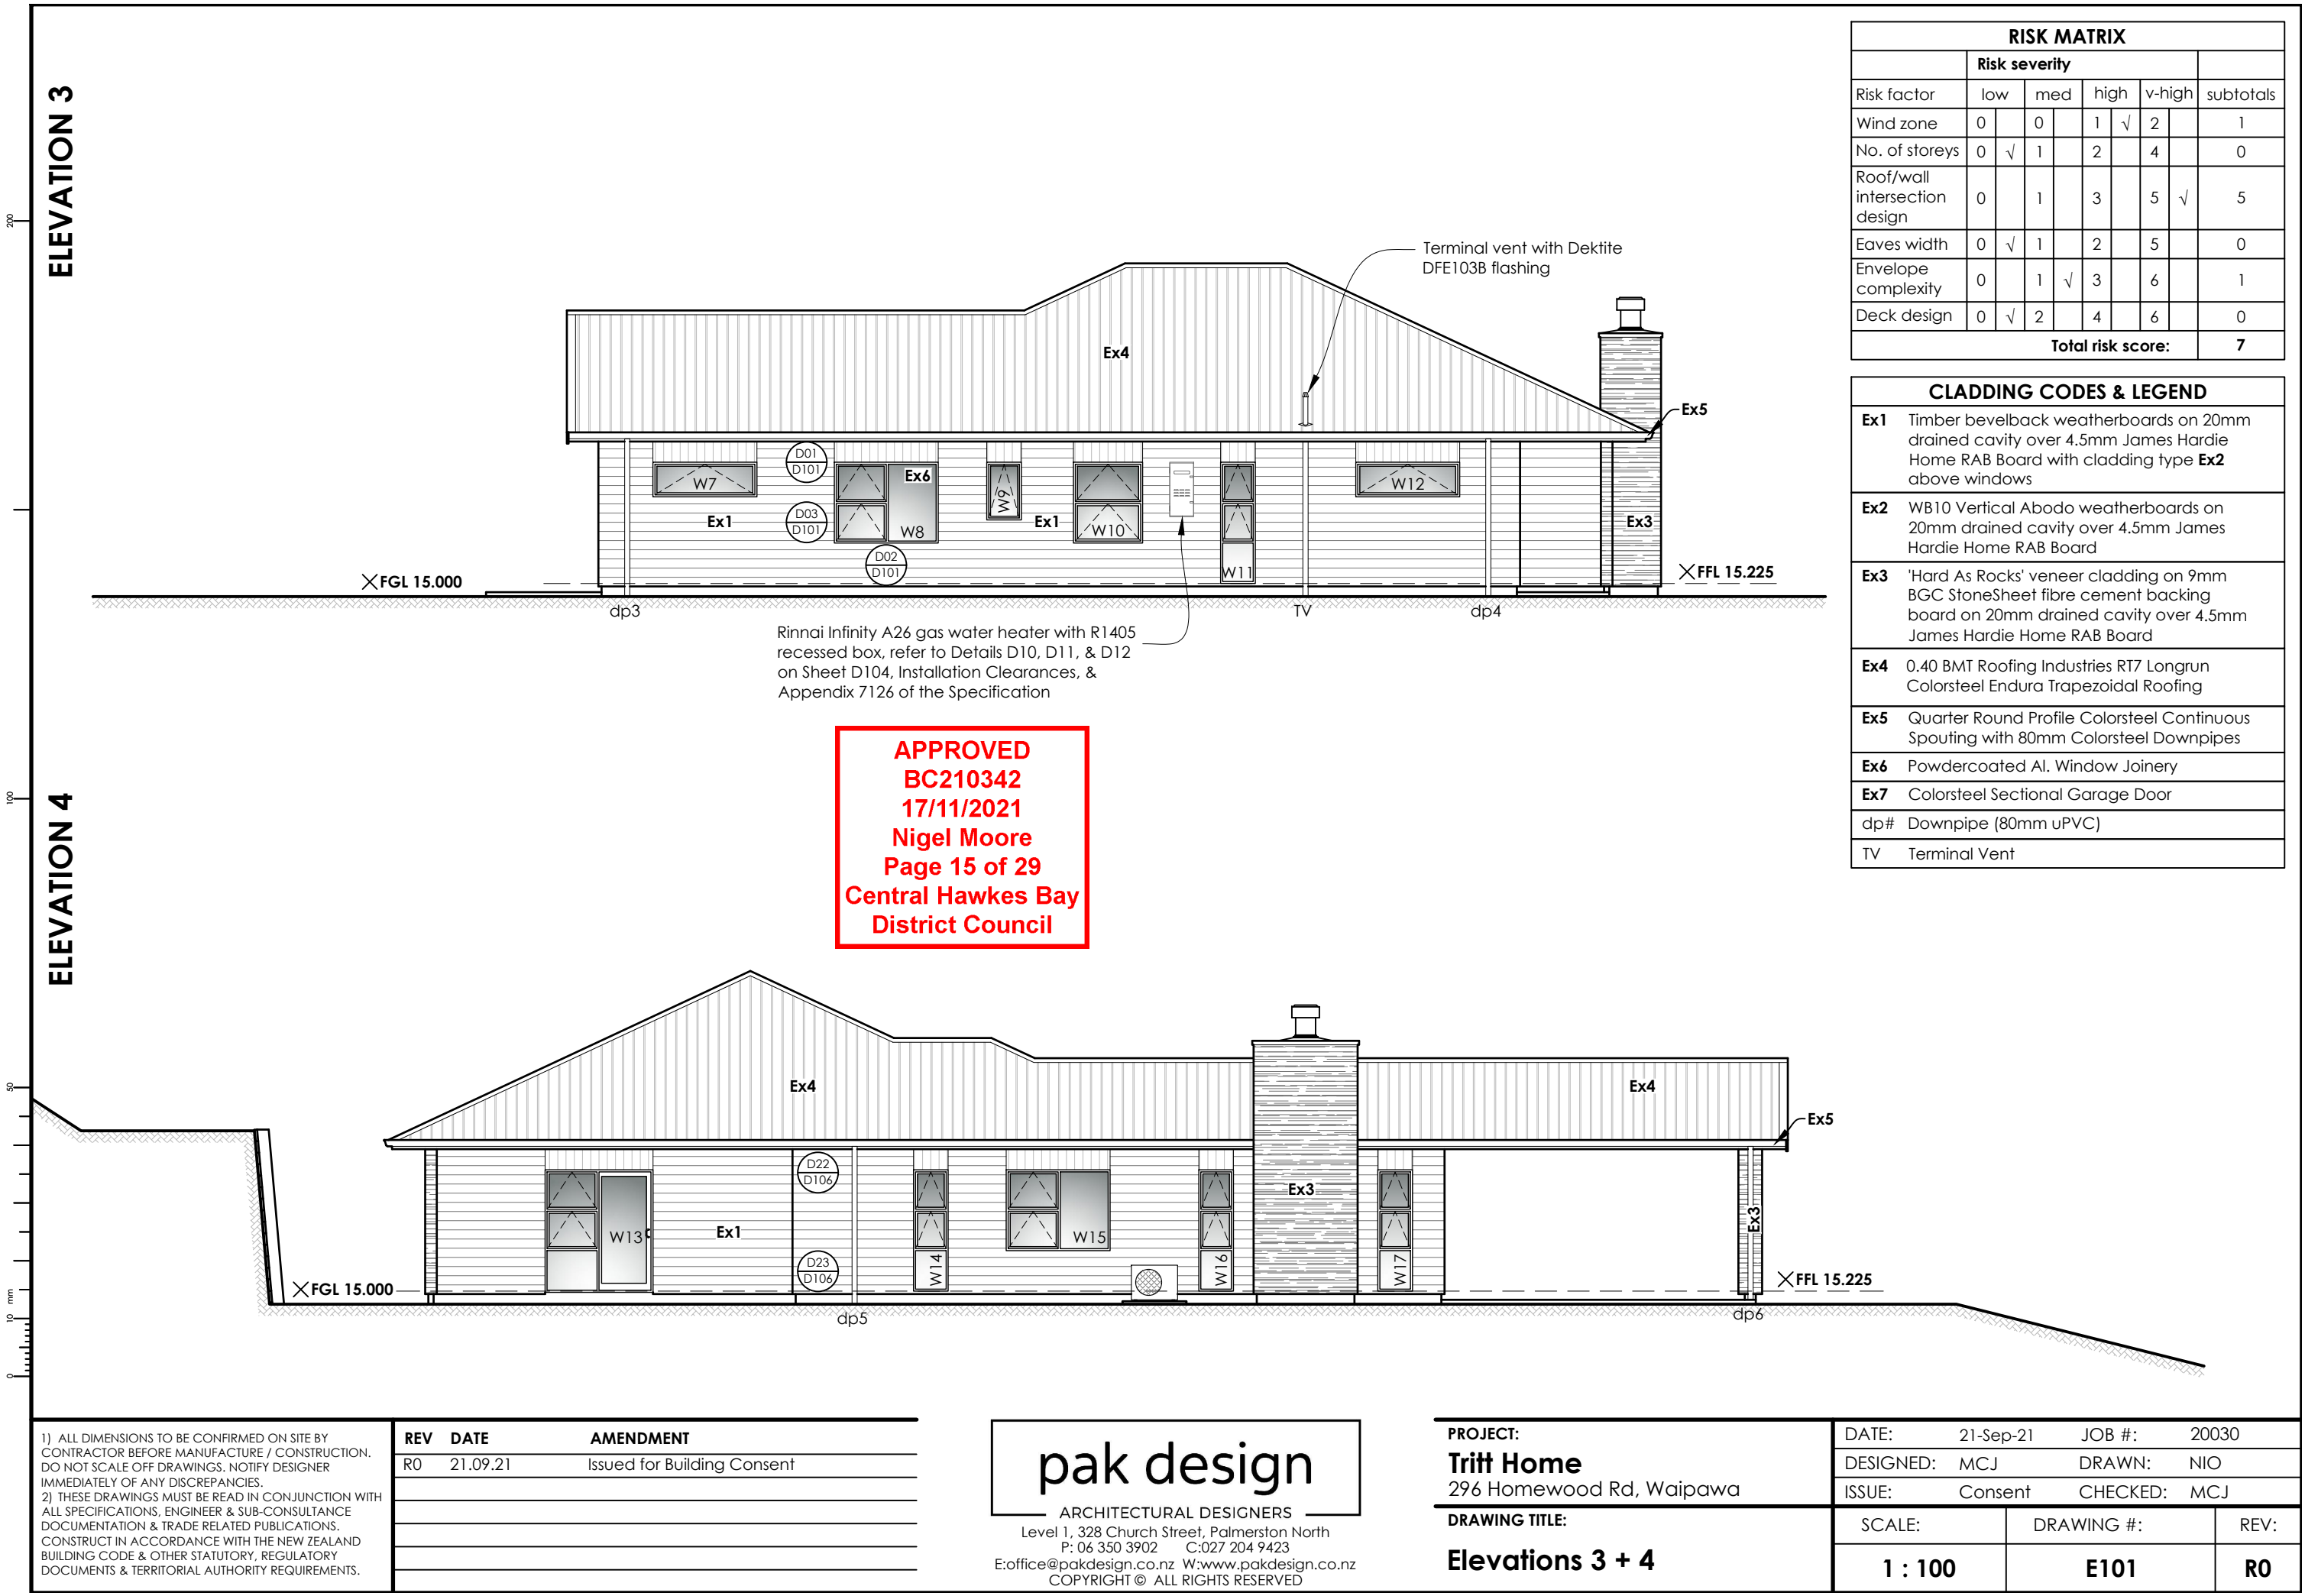 ELEVATION 3
200
Terminal vent with Dektite
DFE103B flashing
Ex4
Ex5
D01
D101
W7
Ex6
W9
W12
D03
D101
Ex1
W8
Ex1
W10
Ex3
D02
D101
W11
FGL 15.000
FFL 15.225
dp3
TV
dp4
Rinnai Infinity A26 gas water heater with R1405
recessed box, refer to Details D10, D11, & D12
on Sheet D104, Installation Clearances, &
Appendix 7126 of the Specification
RISK MATRIX
Risk severity
Risk factor low med high v-high subtotals
Wind zone 0 0 1 √ 2 1
No. of storeys 0 √ 1 2 4 0
Roof/wall
intersection
design 0 1 3 5 √ 5
Eaves width 0 √ 1 2 5 0
Envelope
complexity 0 1 √ 3 6 1
Deck design 0 √ 2 4 6 0
Total risk score: 7
CLADDING CODES & LEGEND
Ex1 Timber bevelback weatherboards on 20mm
drained cavity over 4.5mm James Hardie
Home RAB Board with cladding type Ex2
above windows
Ex2 WB10 Vertical Abodo weatherboards on
20mm drained cavity over 4.5mm James
Hardie Home RAB Board
Ex3 'Hard As Rocks' veneer cladding on 9mm
BGC StoneSheet fibre cement backing
board on 20mm drained cavity over 4.5mm
James Hardie Home RAB Board
Ex4 0.40 BMT Roofing Industries RT7 Longrun
Colorsteel Endura Trapezoidal Roofing
Ex5 Quarter Round Profile Colorsteel Continuous
Spouting with 80mm Colorsteel Downpipes
Ex6 Powdercoated Al. Window Joinery
Ex7 Colorsteel Sectional Garage Door
dp# Downpipe (80mm uPVC)
TV Terminal Vent
APPROVED
BC210342
17/11/2021
Nigel Moore
Page 15 of 29
Central Hawkes Bay
District Council
100
ELEVATION 4
50
10 mm
0
Ex4
Ex4
Ex5
D22
D106
Ex3
Ex3
W13
Ex1
W15
D23
D106
W14
W16
W17
FGL 15.000
FFL 15.225
dp5
dp6
1) ALL DIMENSIONS TO BE CONFIRMED ON SITE BY
CONTRACTOR BEFORE MANUFACTURE / CONSTRUCTION.
DO NOT SCALE OFF DRAWINGS. NOTIFY DESIGNER
IMMEDIATELY OF ANY DISCREPANCIES.
2) THESE DRAWINGS MUST BE READ IN CONJUNCTION WITH
ALL SPECIFICATIONS, ENGINEER & SUB-CONSULTANCE
DOCUMENTATION & TRADE RELATED PUBLICATIONS.
CONSTRUCT IN ACCORDANCE WITH THE NEW ZEALAND
BUILDING CODE & OTHER STATUTORY, REGULATORY
DOCUMENTS & TERRITORIAL AUTHORITY REQUIREMENTS.
REV DATE AMENDMENT
R0 21.09.21 Issued for Building Consent
pak design
ARCHITECTURAL DESIGNERS
Level 1, 328 Church Street, Palmerston North
P: 06 350 3902 C:027 204 9423
E:office@pakdesign.co.nz W:www.pakdesign.co.nz
COPYRIGHT © ALL RIGHTS RESERVED
PROJECT:
Tritt Home
296 Homewood Rd, Waipawa
DRAWING TITLE:
Elevations 3 + 4
DATE: 21-Sep-21 JOB #: 20030
DESIGNED: MCJ DRAWN: NIO
ISSUE: Consent CHECKED: MCJ
SCALE: DRAWING #: REV:
1 : 100 E101 R0